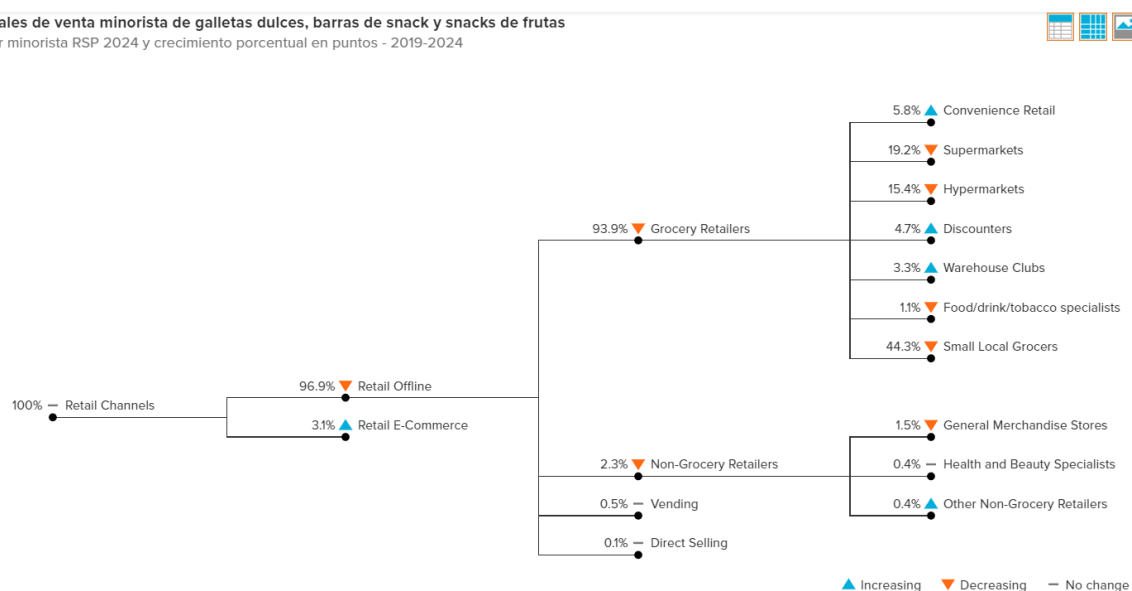 ales de venta minorista de galletas dulces, barras de snack y snacks de frutas
r minorista RSP 2024 y crecimiento porcentual en puntos - 2019-2024
5.8% Convenience Retail
19.2% Supermarkets
15.4% Hypermarkets
93.9% Grocery Retailers
4.7% Discounters
3.3% Warehouse Clubs
1.1% Food/drink/tobacco specialists
44.3% Small Local Grocers
96.9% Retail Offline
100% — Retail Channels
3.1% Retail E-Commerce
1.5% General Merchandise Stores
2.3% Non-Grocery Retailers
0.4% — Health and Beauty Specialists
0.5% — Vending
0.4% Other Non-Grocery Retailers
0.1% — Direct Selling
Increasing Decreasing — No change